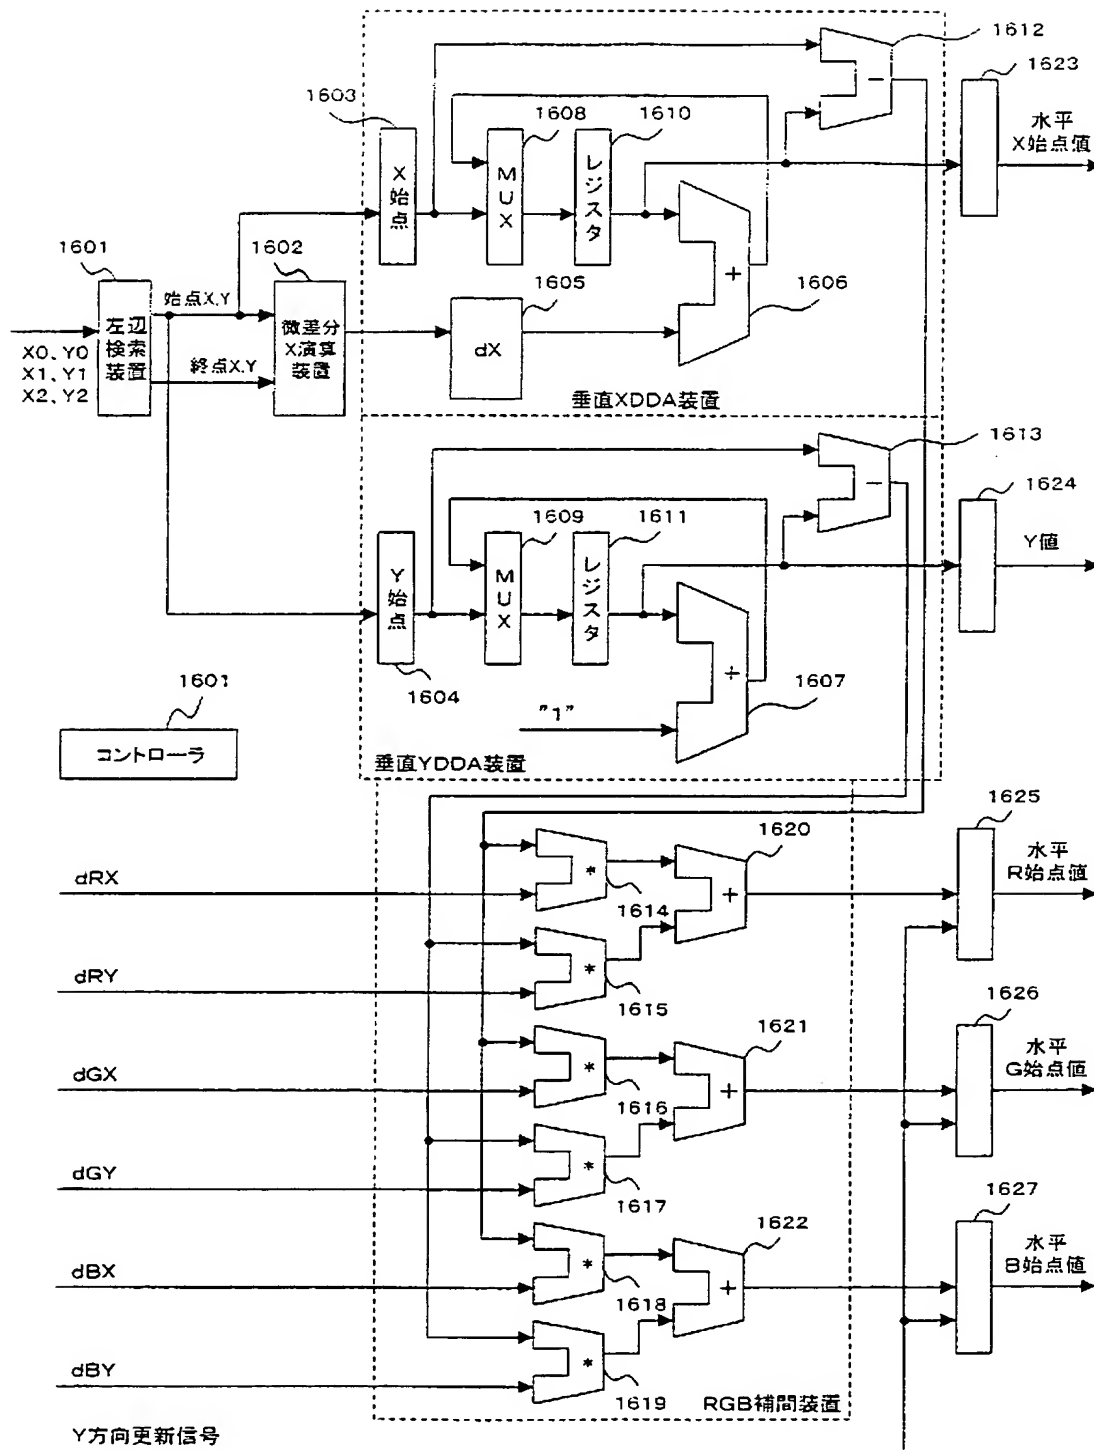 1612
1623
1603
1608
1610
水平
X始点値
X始点
MUX
レジスタ
+
−
1601
1602
1605
1606
始点X,Y
左辺
検索
装置
微差分
X演算
装置
dX
X0、Y0
X1、Y1
X2、Y2
終点X,Y
垂直XDDA装置
1613
1624
1609
1611
−
Y値
Y始点
MUX
レジスタ
+
1604
1607
"1"
1601
コントローラ
垂直YDDA装置
1625
1620
水平
R始点値
dRX
*
+
1614
dRY
*
1615
1626
1621
水平
G始点値
dGX
*
+
1616
dGY
*
1617
1627
1622
水平
B始点値
dBX
*
+
1618
dBY
*
1619
RGB補間装置
Y方向更新信号